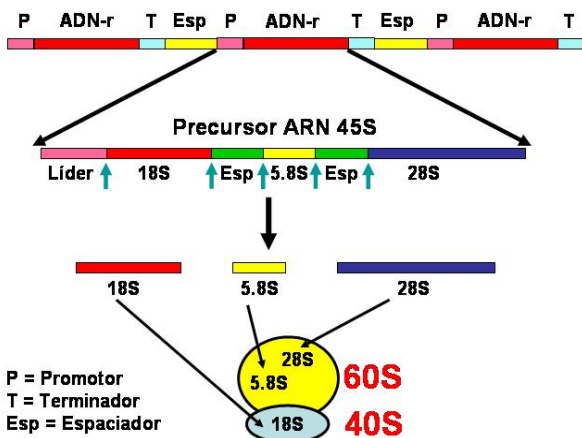 P ADN-r T Esp P ADN-r T Esp P ADN-r T
Precursor ARN 45S
Líder 18S Esp 5.8S Esp 28S
18S 5.8S 28S
28S
5.8S 60S
18S 40S
P = Promotor
T = Terminador
Esp = Espaciador